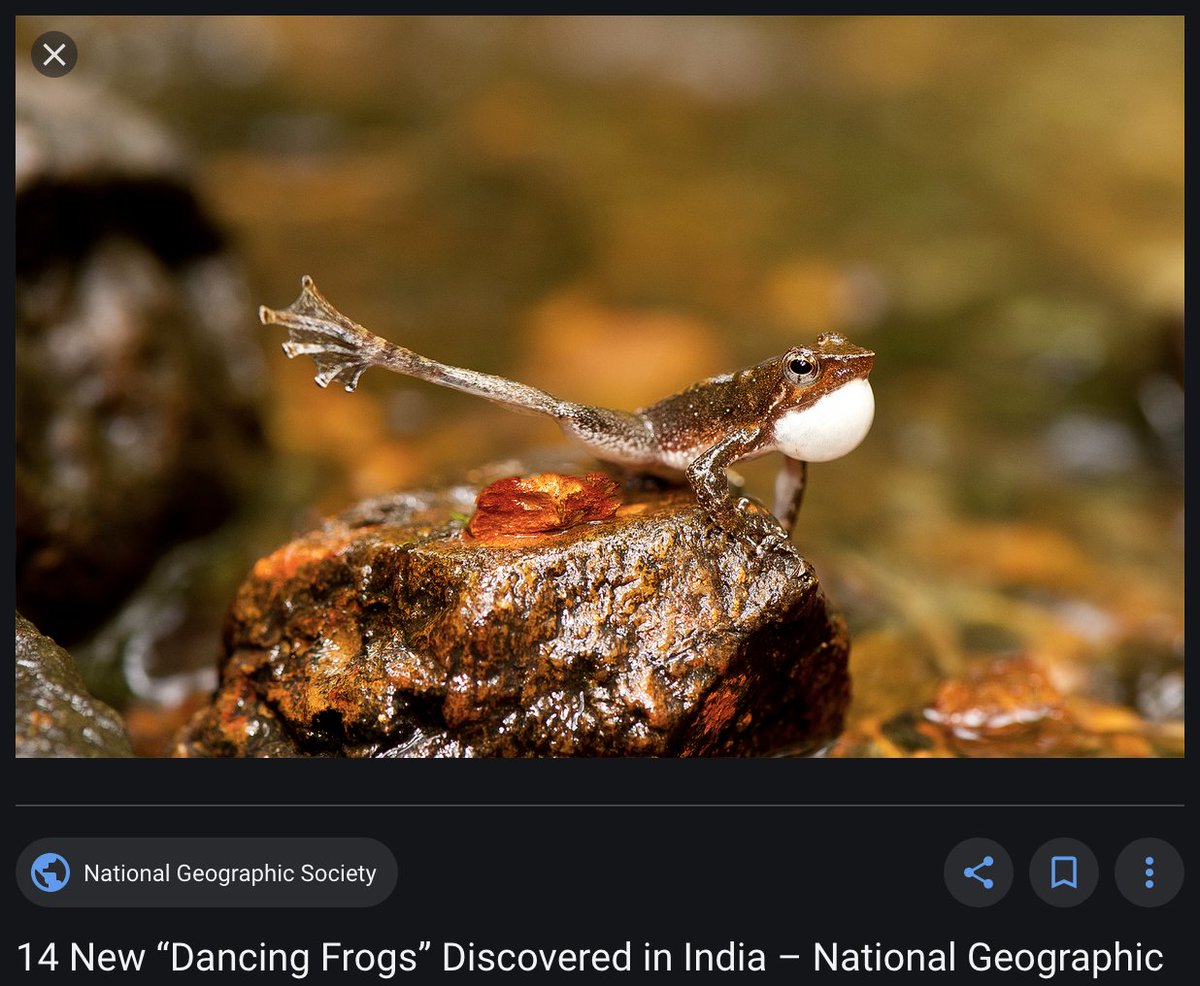 National Geographic Society
14 New “Dancing Frogs” Discovered in India – National Geographic